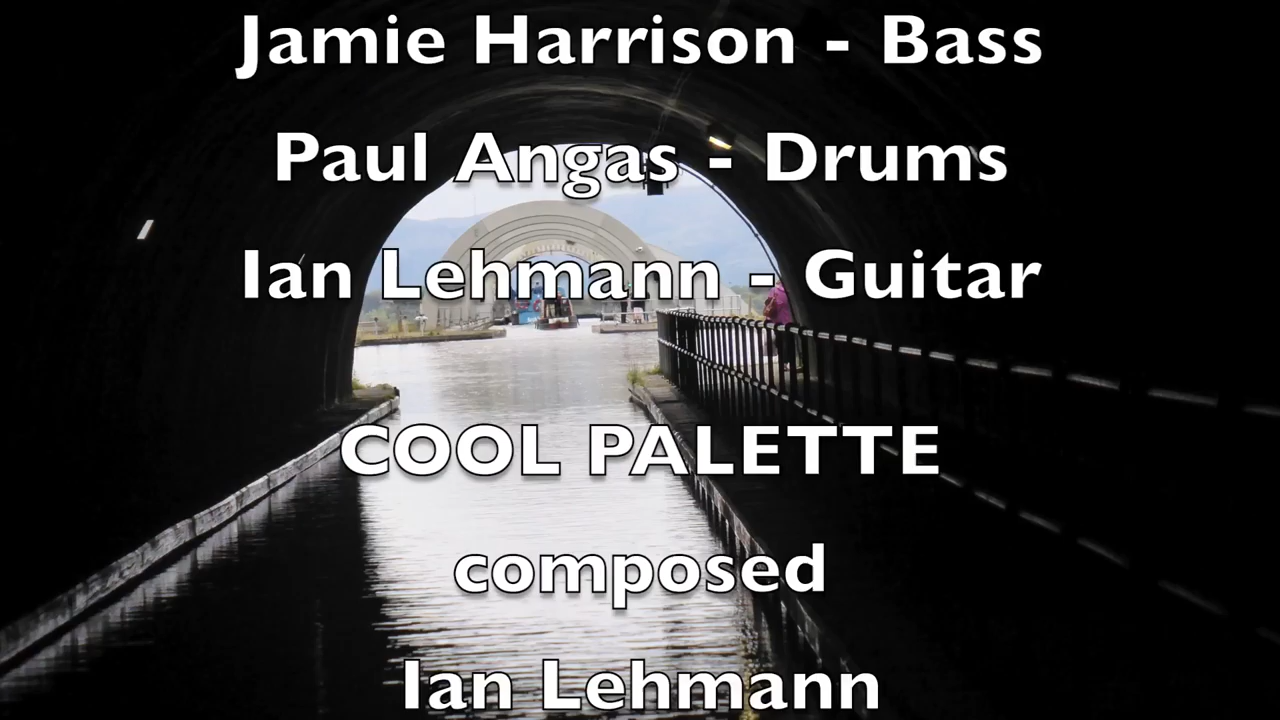 Jamie Harrison - Bass
Paul Angas - Drums
Ian Lehmann - Guitar
COOL PALETTE
composed
Ian Lehmann